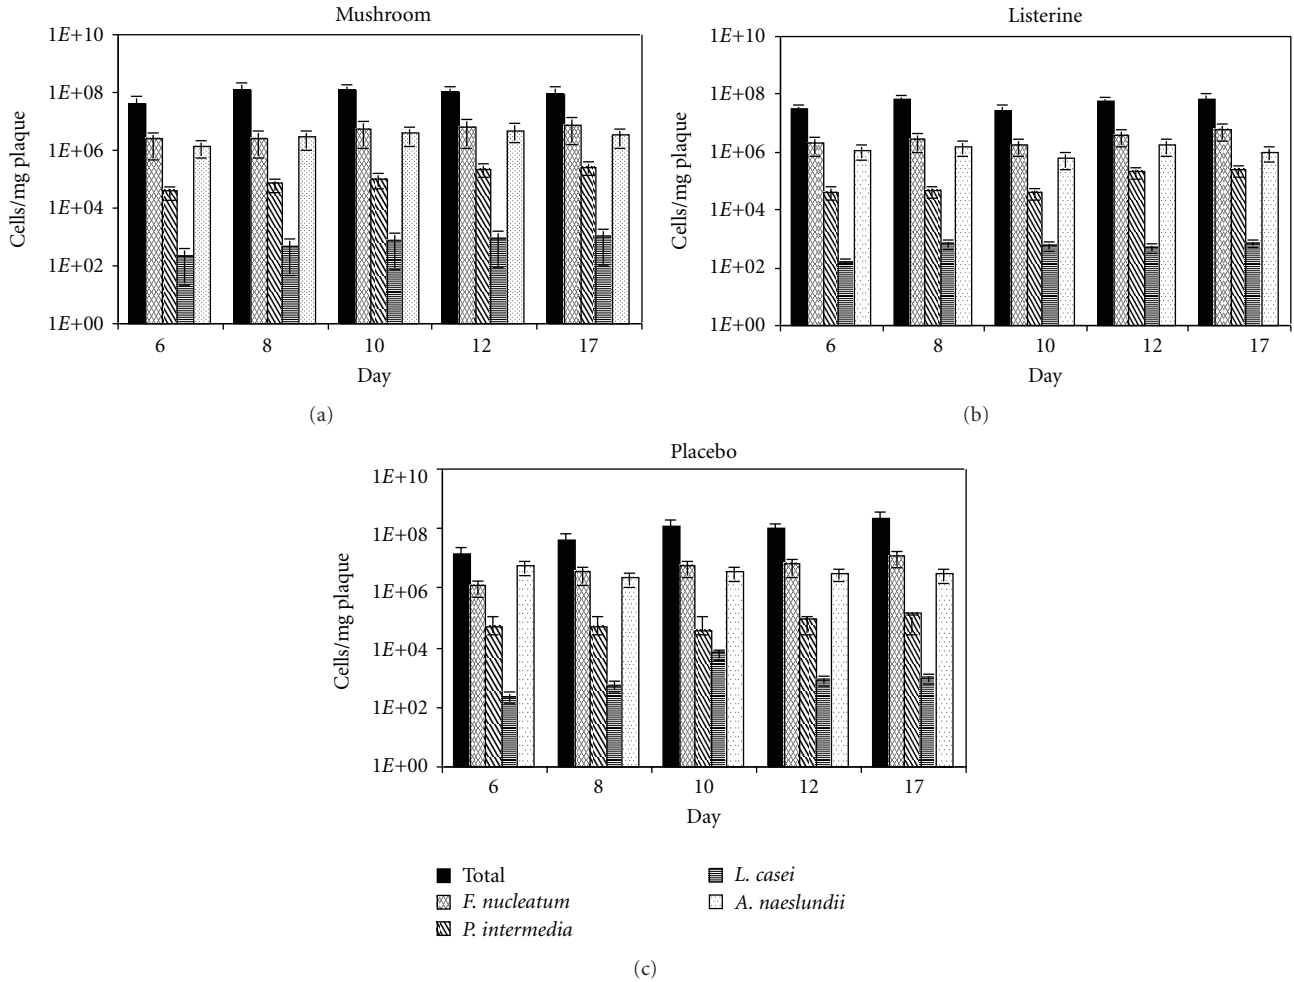 Mushroom
1E+10
1E+08
1E+06
1E+04
1E+02
1E+00
Cells/mg plaque
6 8 10 12 17
Day
(a)
Listerine
1E+10
1E+08
1E+06
1E+04
1E+02
1E+00
Cells/mg plaque
6 8 10 12 17
Day
(b)
Placebo
1E+10
1E+08
1E+06
1E+04
1E+02
1E+00
Cells/mg plaque
6 8 10 12 17
Day
Total
F. nucleatum
P. intermedia
L. casei
A. naeslundii
(c)